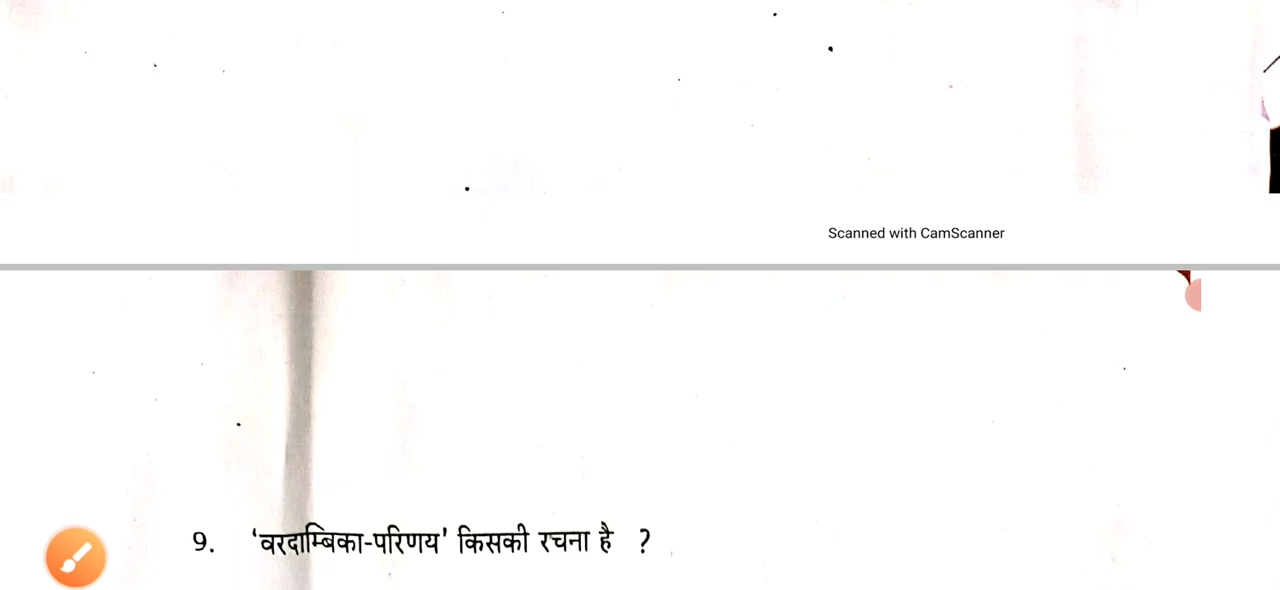 Scanned with CamScanner
9. 'वरदाम्बिका-परिणय' किसकी रचना है ?